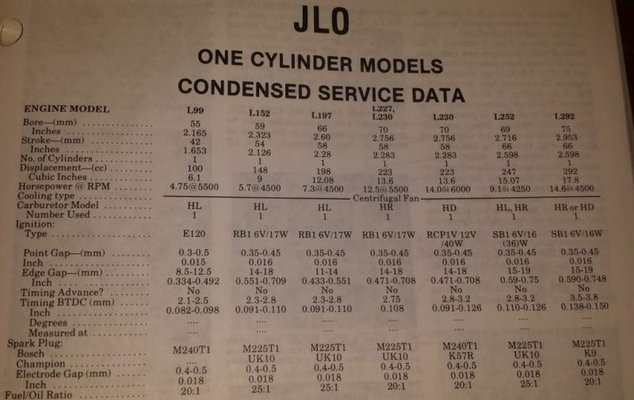 JLO
ONE CYLINDER MODELS
CONDENSED SERVICE DATA
ENGINE MODEL L99 L152 L197 L227, L230 L230 L252 L292
Bore—(mm) 55 59 66 70 70 69 75
Inches 2.165 2.323 2.60 2.756 2.756 2.716 2.953
Stroke—(mm) 42 54 58 58 58 66 66
Inches 1.653 2.126 2.28 2.283 2.283 2.598 2.598
No. of Cylinders 1 1 1 1 1 1 1
Displacement—(cc) 100 148 198 223 223 247 292
Cubic Inches 6.1 9 12.08 13.6 13.6 15.07 17.8
Horsepower @ RPM 4.75@5500 5.7@4500 7.3@4500 12.5@5500 14.0@6000 9.1@4250 14.6@4500
Cooling type Centrifugal Fan
Carburetor Model HL HL HL HR HD HL, HR HR or HD
Number Used 1 1 1 1 1 1 1
Ignition:
Type E120 RB1 6V/17W RB1 6V/17W RB1 6V/17W RCP1V 12V /40W SB1 6V/16 (36)W SB1 6V/16W
Point Gap—(mm) 0.3-0.5 0.35-0.45 0.35-0.45 0.35-0.45 0.35-0.45 0.35-0.45 0.35-0.45
Inch 0.015 0.016 0.016 0.016 0.016 0.016 0.016
Edge Gap—(mm) 8.5-12.5 14-18 11-14 14-18 14-18 15-19 15-19
Inch 0.334-0.492 0.551-0.709 0.433-0.551 0.471-0.708 0.471-0.708 0.59-0.75 0.590-0.748
Timing Advance? No No No No No No No
Timing BTDC (mm) 2.1-2.5 2.3-2.8 2.3-2.8 2.75 2.8-3.2 2.8-3.2 3.5-3.8
Inch 0.082-0.098 0.091-0.110 0.091-0.110 0.108 0.091-0.126 0.110-0.126 0.138-0.150
Degrees .... .... .... .... .... .... ....
Measured at .... .... .... .... .... .... ....
Spark Plug:
Bosch M240T1 M225T1 M225T1 M225T1 M240T1 M225T1 M225T1
Champion .... UK10 UK10 UK10 K57R UK10 K9
Electrode Gap (mm) 0.4-0.5 0.4-0.5 0.4-0.5 0.4-0.5 0.4-0.5 0.4-0.5 0.4-0.5
Inch 0.018 0.018 0.018 0.018 0.018 0.018 0.018
Fuel/Oil Ratio 20:1 25:1 25:1 20:1 20:1 25:1 20:1